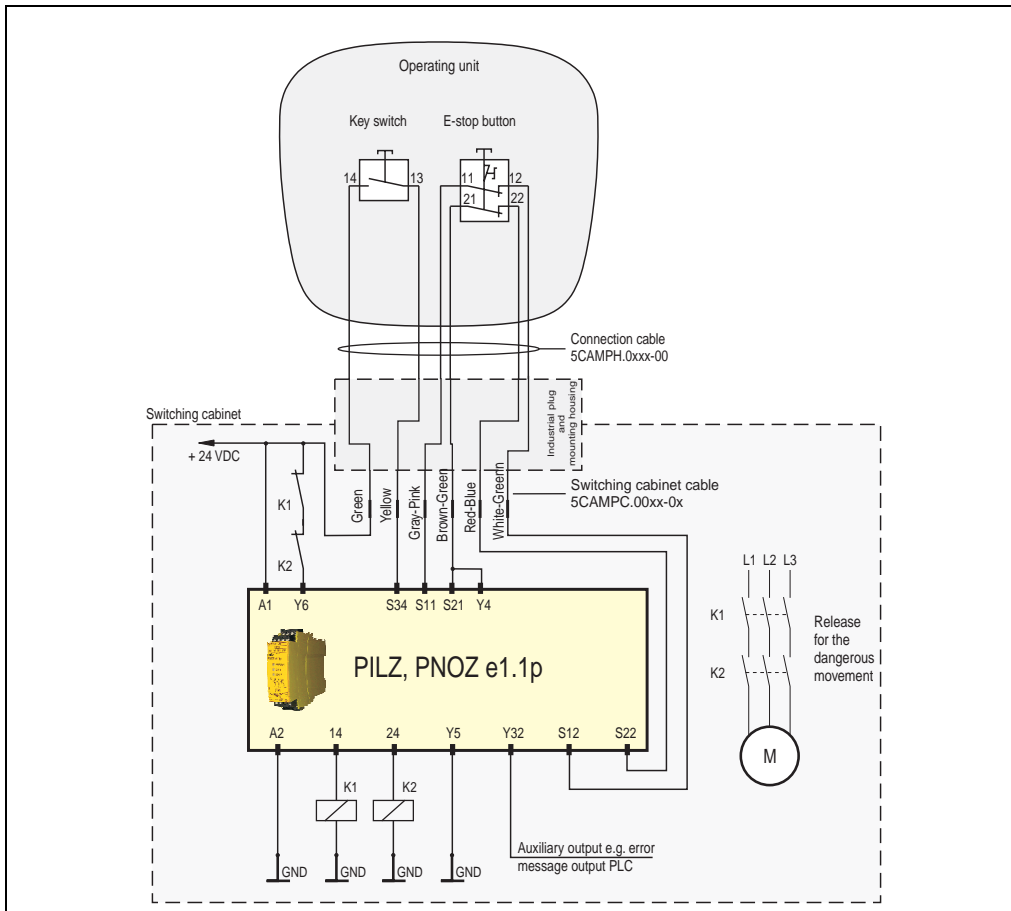 Operating unit
Key switch
E-stop button
14
13
11
12
21
22
Connection cable
5CAMPH.0xxx-00
Industrial plug
and
mounting housing
Switching cabinet
+ 24 VDC
K1
K2
Green
Yellow
Gray-Pink
Brown-Green
Red-Blue
White-Greenn
Switching cabinet cable
5CAMPC.00xx-0x
A1
Y6
S34
S11
S21
Y4
PILZ, PNOZ e1.1p
A2
14
24
Y5
Y32
S12
S22
K1
K2
GND
GND
GND
GND
Auxiliary output e.g. error
message output PLC
L1
L2
L3
K1
K2
Release
for the
dangerous
movement
M